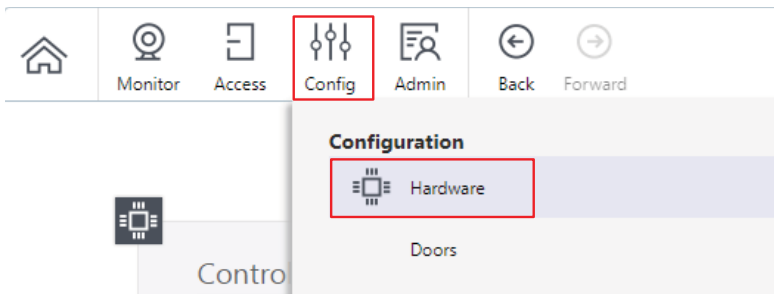 Monitor Access Config Admin Back Forward
Configuration
Hardware
Doors
Contro